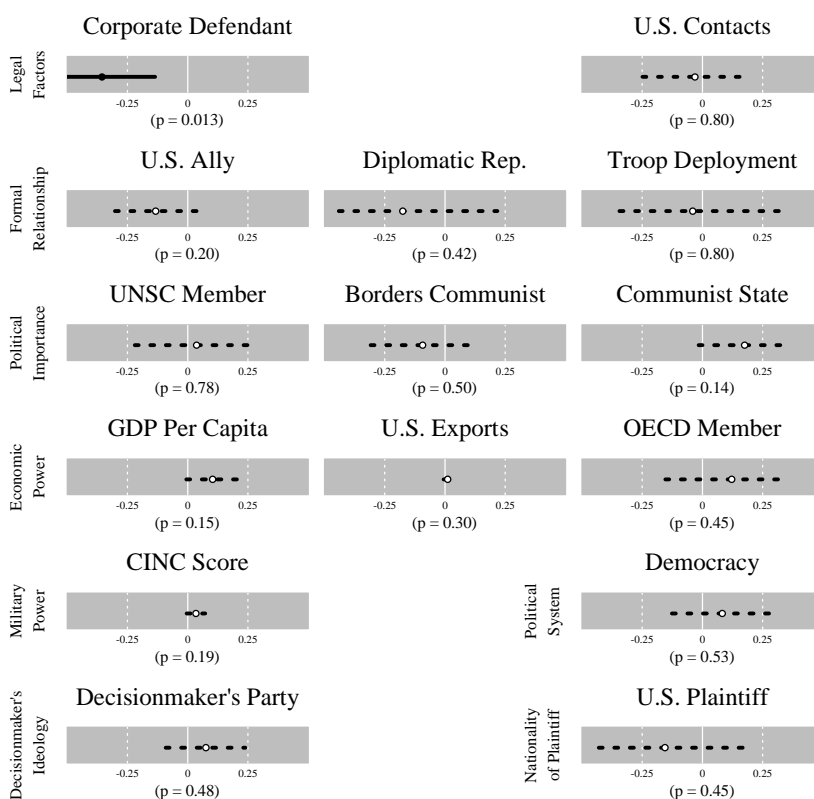 Corporate Defendant
U.S. Contacts
Legal
Factors
-0.25 0 0.25
-0.25 0 0.25
(p = 0.013)
(p = 0.80)
U.S. Ally
Diplomatic Rep.
Troop Deployment
Formal
Relationship
-0.25 0 0.25
-0.25 0 0.25
-0.25 0 0.25
(p = 0.20)
(p = 0.42)
(p = 0.80)
UNSC Member
Borders Communist
Communist State
Political
Importance
-0.25 0 0.25
-0.25 0 0.25
-0.25 0 0.25
(p = 0.78)
(p = 0.50)
(p = 0.14)
GDP Per Capita
U.S. Exports
OECD Member
Economic
Power
-0.25 0 0.25
-0.25 0 0.25
-0.25 0 0.25
(p = 0.15)
(p = 0.30)
(p = 0.45)
CINC Score
Democracy
Military
Power
Political
System
-0.25 0 0.25
-0.25 0 0.25
(p = 0.19)
(p = 0.53)
Decisionmaker's Party
U.S. Plaintiff
Decisionmaker's
Ideology
Nationality
of Plaintiff
-0.25 0 0.25
-0.25 0 0.25
(p = 0.48)
(p = 0.45)